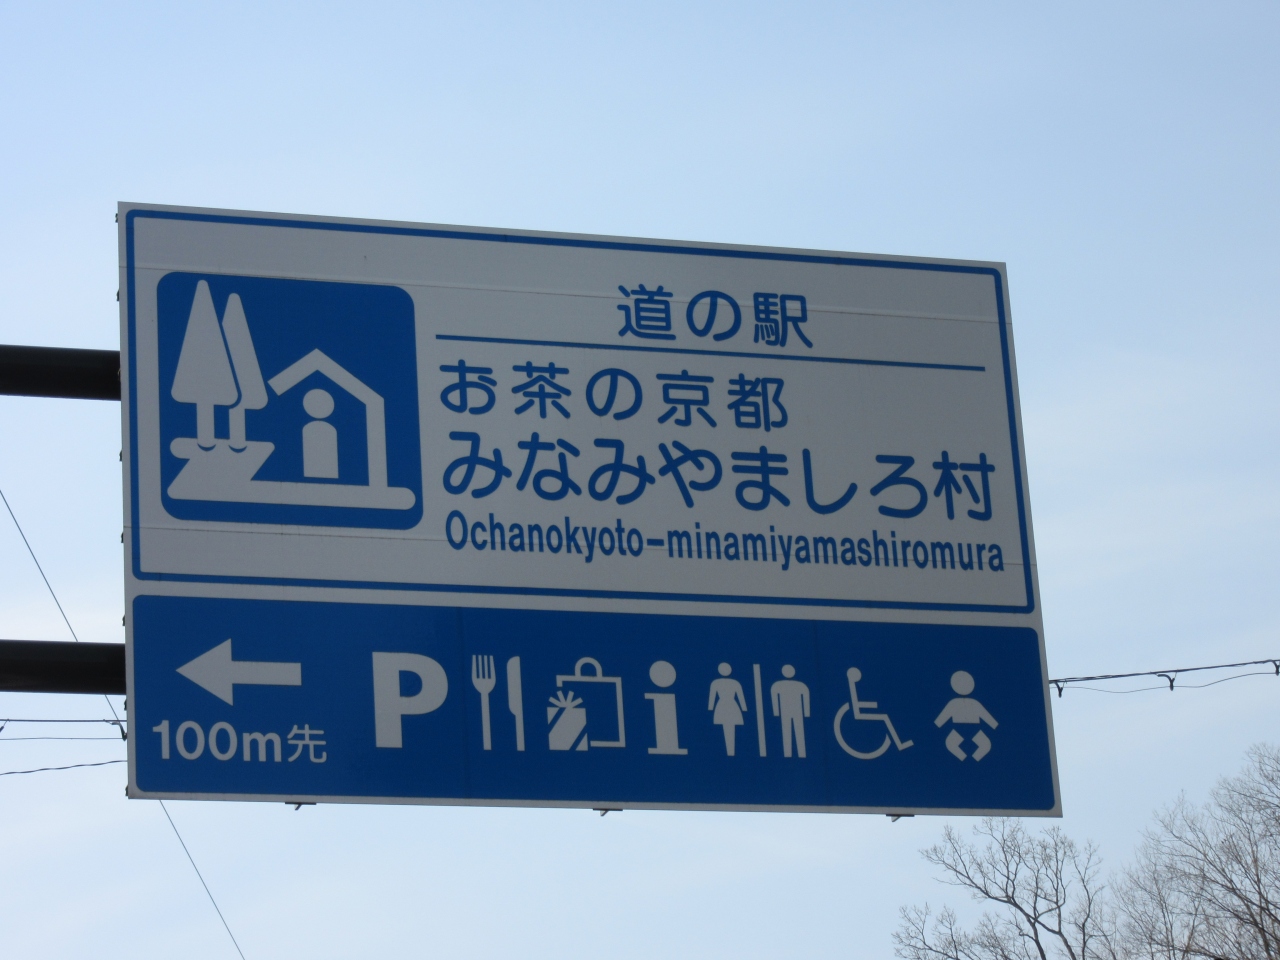 道の駅
お茶の京都
みなみやましろ村
Ochanokyoto-minamiyamashiromura
100m先
P